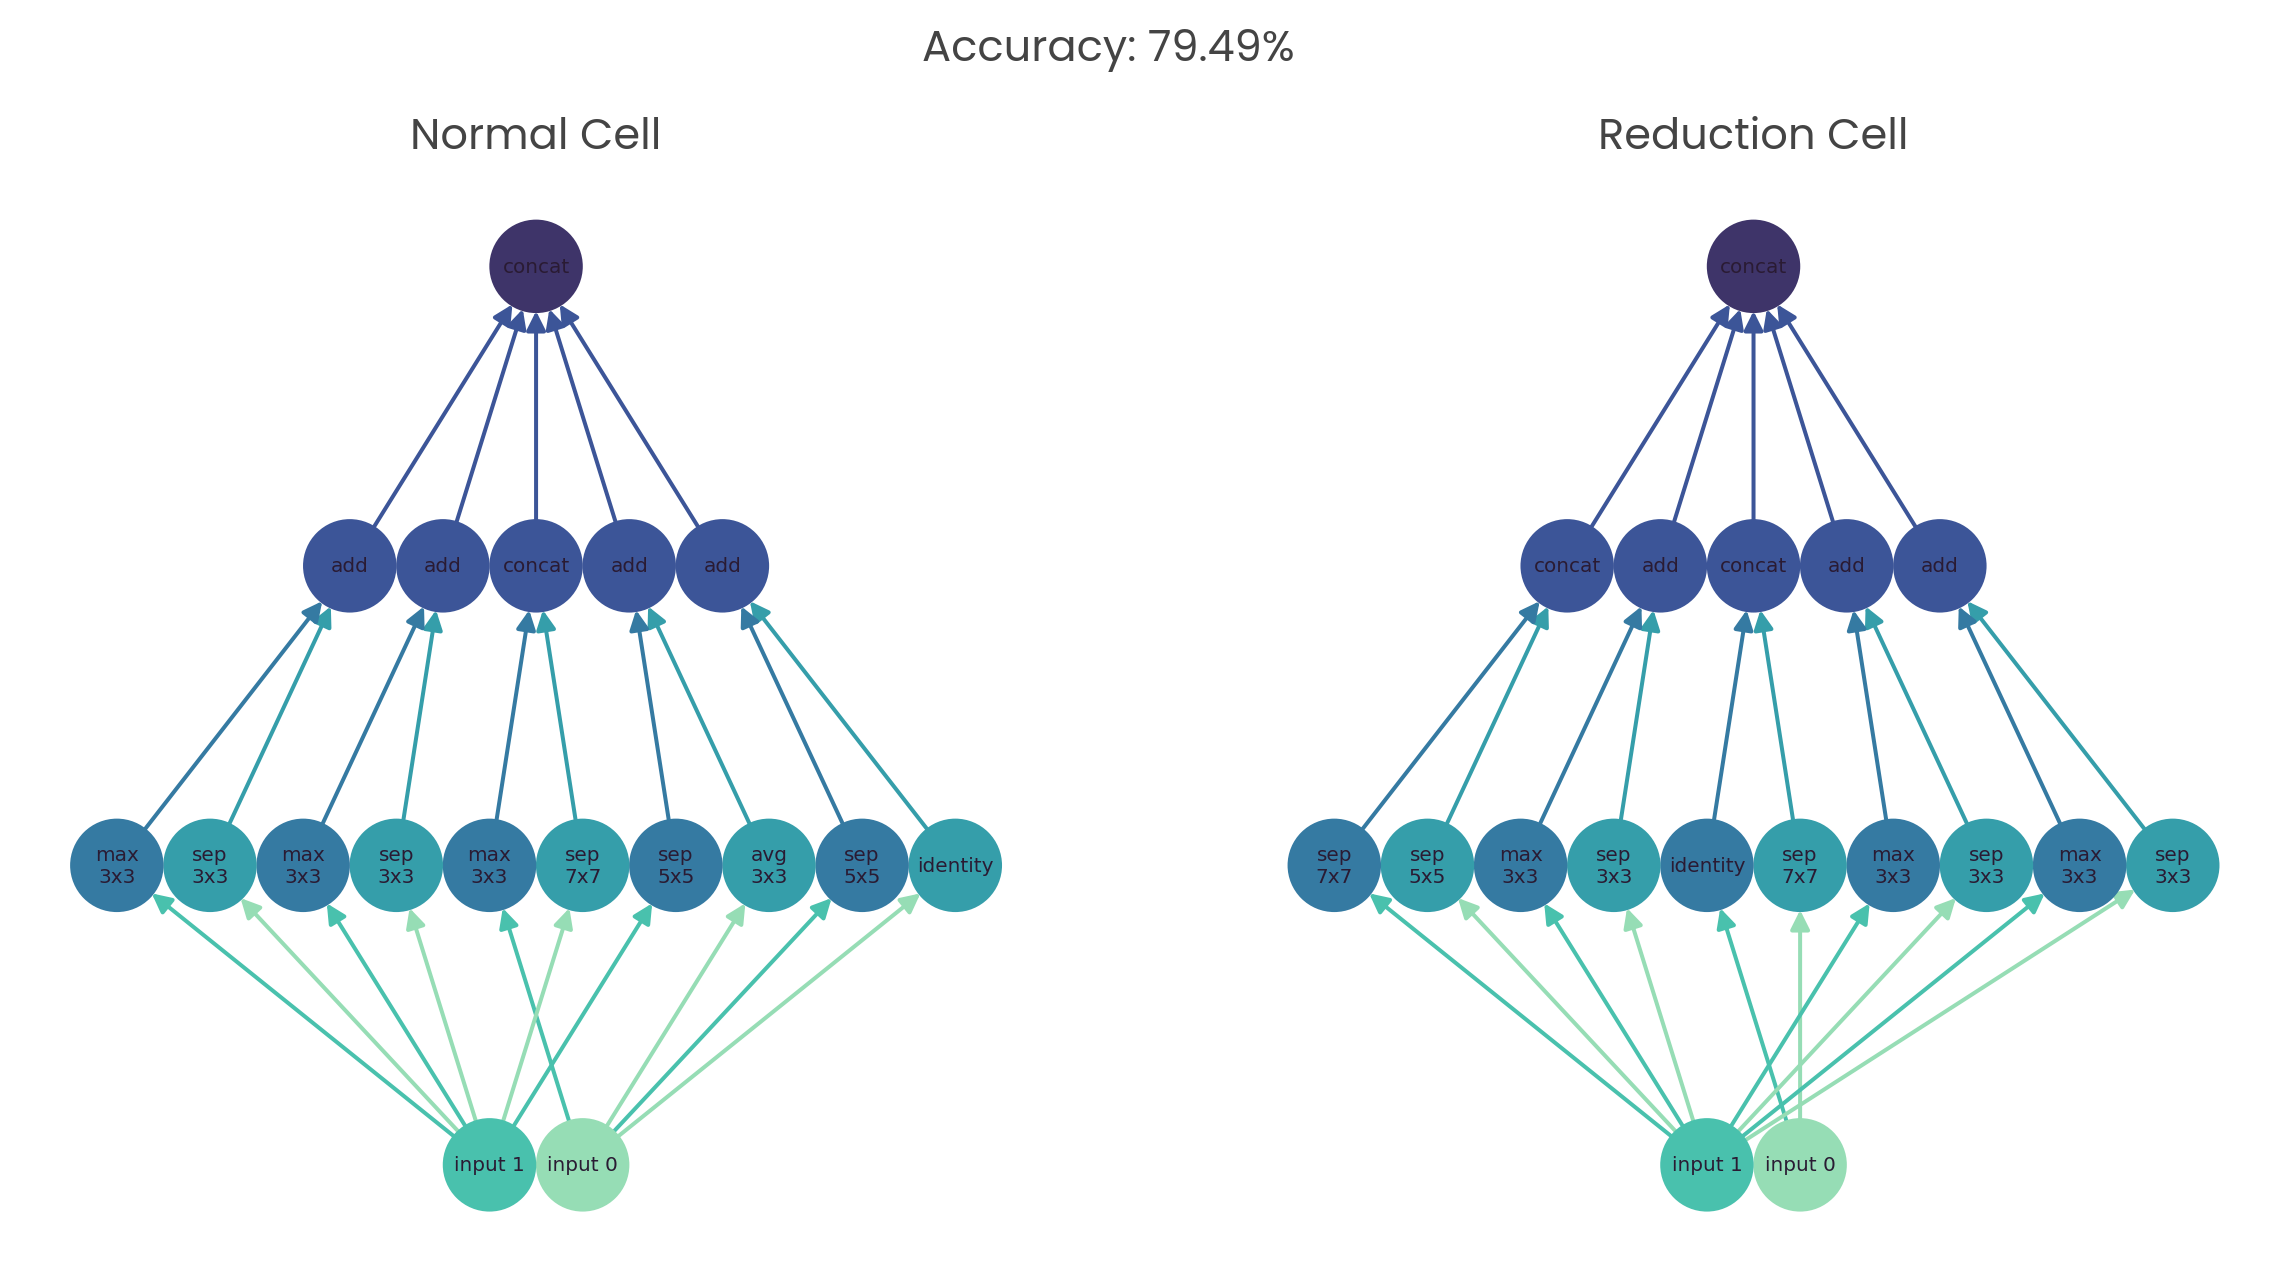 Accuracy: 79.49%
Normal Cell
Reduction Cell
concat
concat
add
add
concat
add
add
concat
add
concat
add
add
max
3x3
sep
3x3
max
3x3
sep
3x3
max
3x3
sep
7x7
sep
5x5
avg
3x3
sep
5x5
identity
sep
7x7
sep
5x5
max
3x3
sep
3x3
identity
sep
7x7
max
3x3
sep
3x3
max
3x3
sep
3x3
input 1
input 0
input 1
input 0